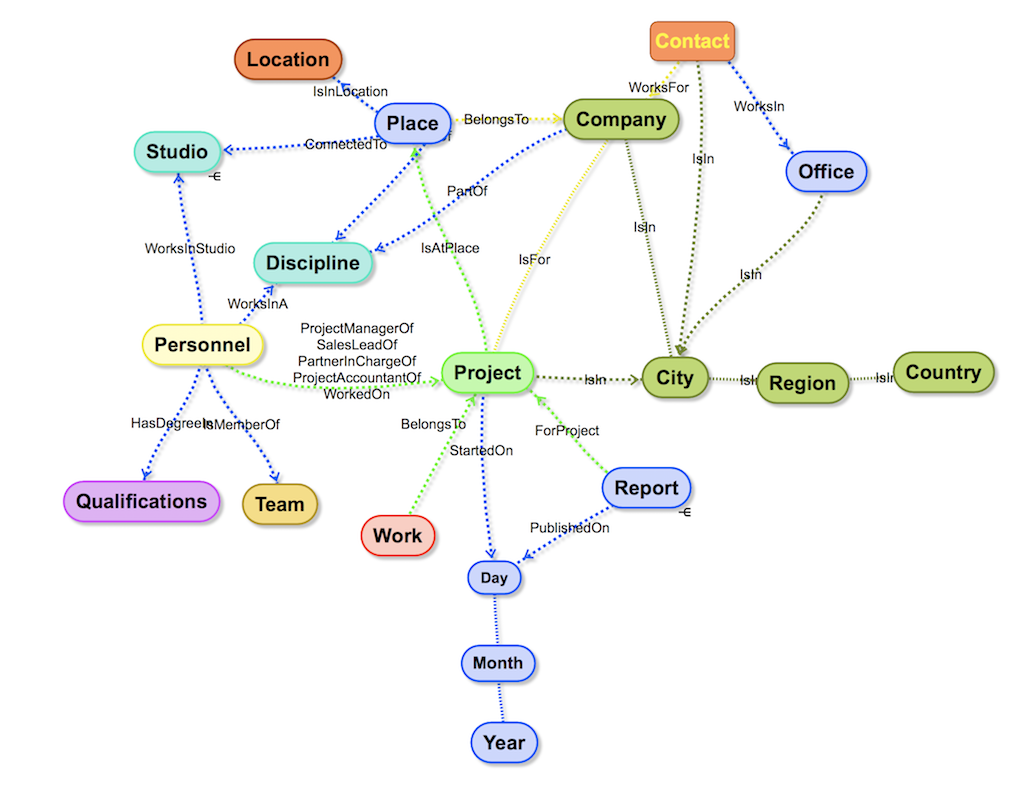 Contact
Location
IsInLocation
WorksFor
Place
BelongsTo
Company
WorksIn
Studio
ConnectedTo
IsIn
Office
PartOf
WorksInStudio
IsAtPlace
IsIn
Discipline
IsFor
IsIn
WorksInA
Personnel
ProjectManagerOf
SalesLeadOf
PartnerInChargeOf
ProjectAccountantOf
WorkedOn
Project
IsIn
City
IsIn
Region
IsIn
Country
HasDegreeIn
IsMemberOf
BelongsTo
StartedOn
ForProject
Qualifications
Team
Report
Work
PublishedOn
Day
Month
Year